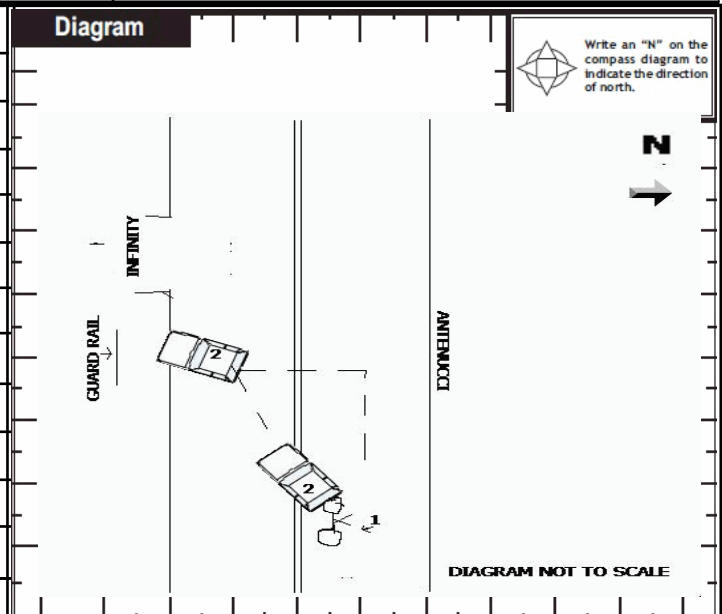 Diagram
Write an “N” on the
compass diagram to
indicate the direction
of north.
N
INFINITY
GUARD RAIL
ANTENUCCI
2
2
1
DIAGRAM NOT TO SCALE